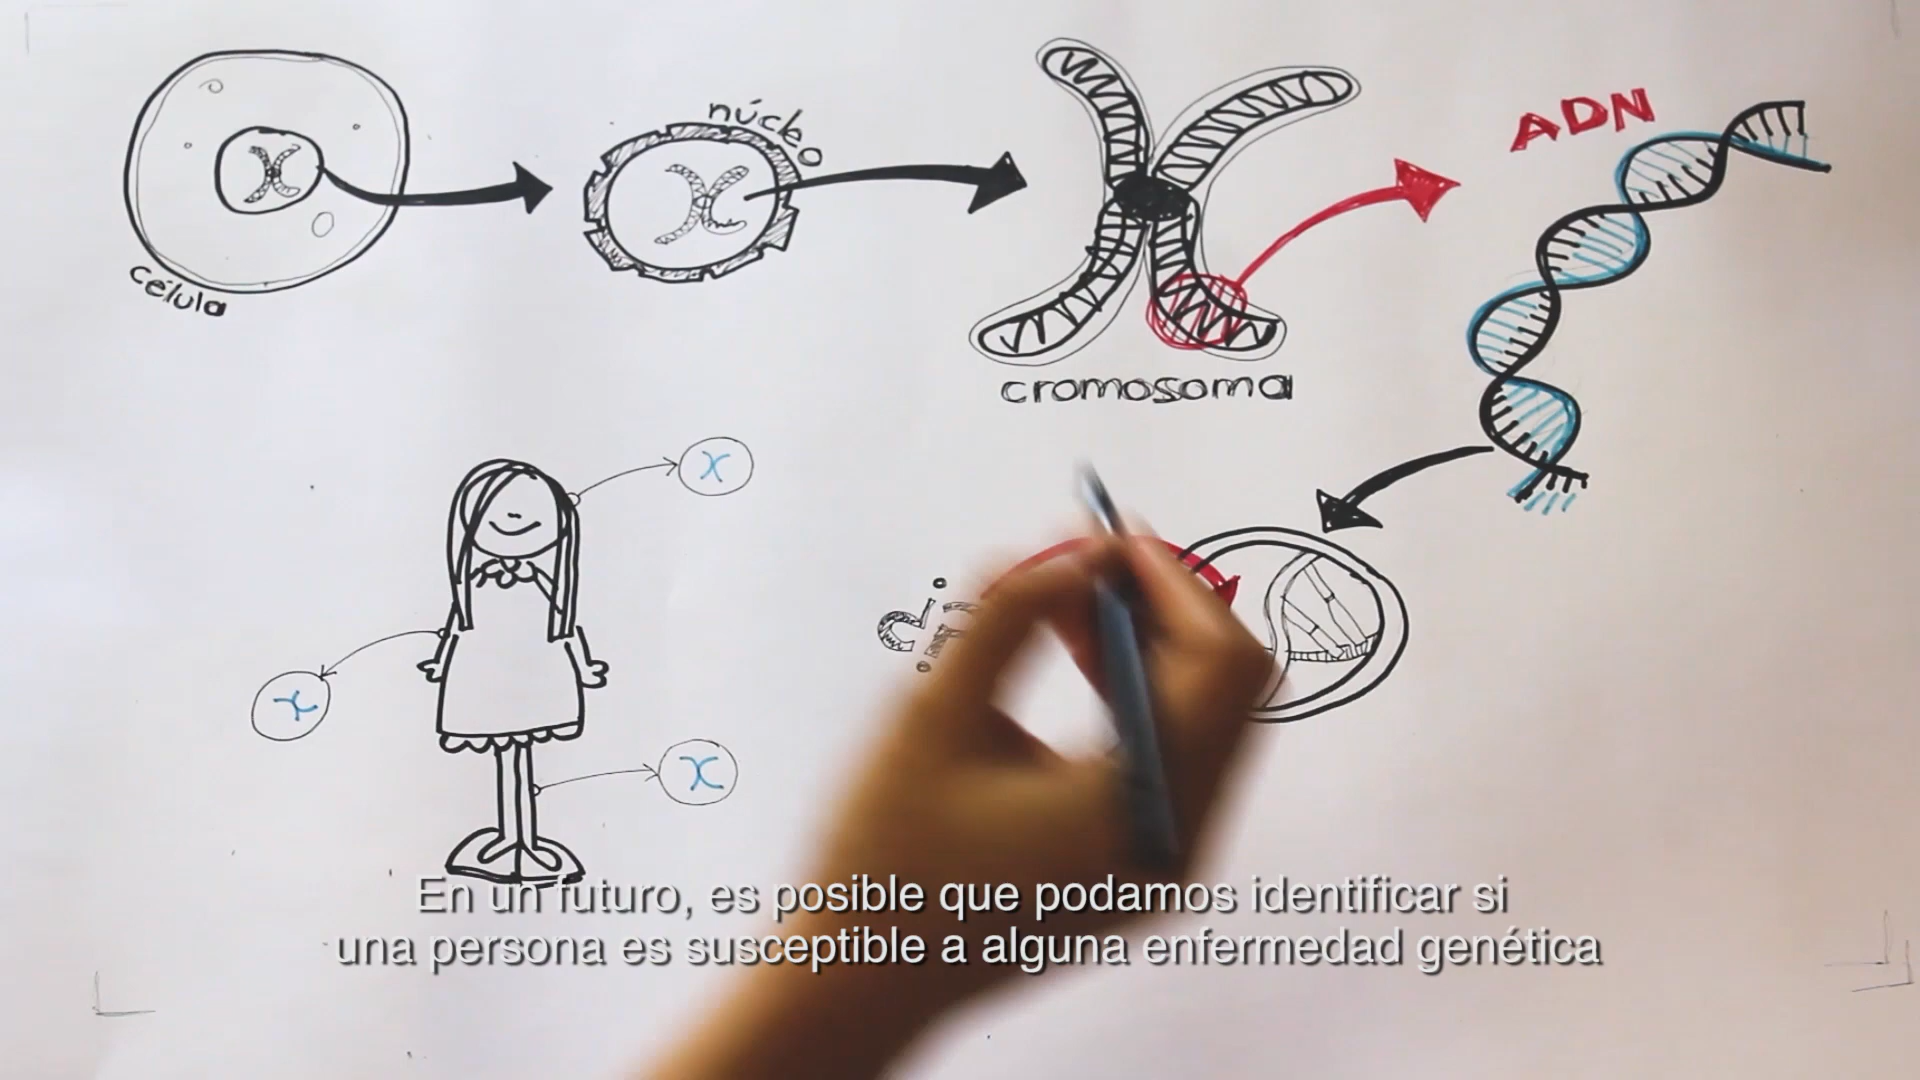 célula
núcleo
cromosoma
ADN
En un futuro, es posible que podamos identificar si
una persona es susceptible a alguna enfermedad genética